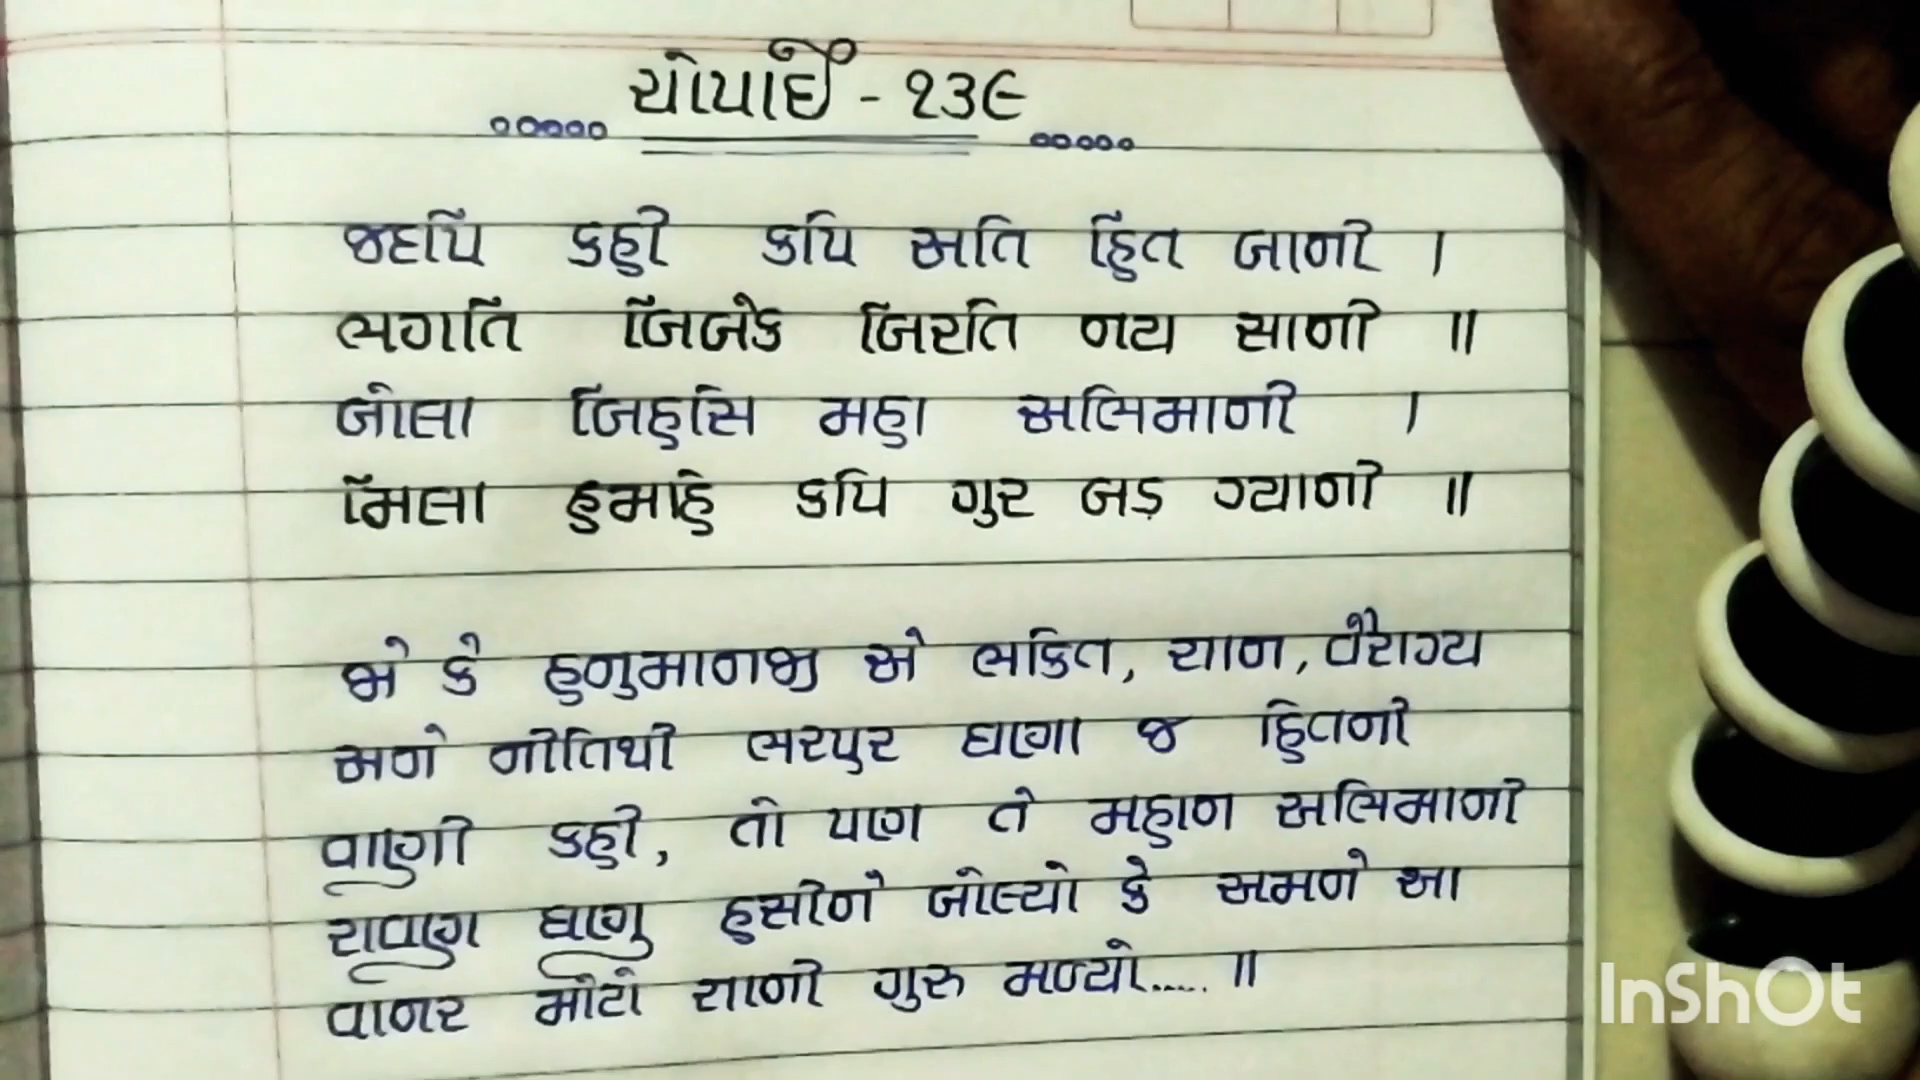 ચોપાઈ - ૧૩૯
જદપિ કહી કપિ અતિ હિત બાની ।
ભગતિ બિબેક બિરતિ નય સાની ॥
બોલા બિહસિ મહા અભિમાની ।
મિલા હમહિ કપિ ગુર બડ ગ્યાની ॥
જો કે હનુમાનજી એ ભકિત, જ્ઞાન, વૈરાગ્ય
અને નીતિથી ભરપુર ઘણા જ હિતની
વાણી કહી, તો પણ તે મહાન અભિમાની
રાવણ ઘણુ હસીને બોલ્યો કે અમને આ
વાનર મોટો જ્ઞાની ગુરુ મળ્યો..... ॥
InShOt